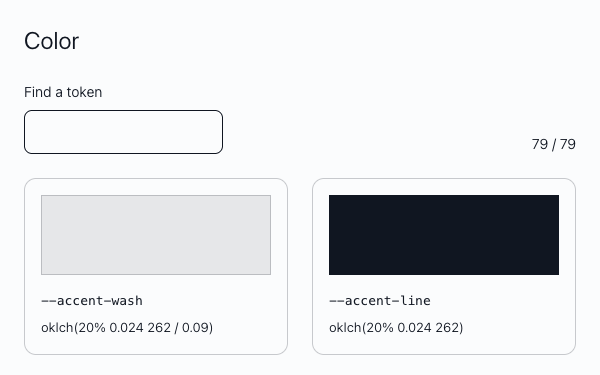 Color
Find a token
79 / 79
--accent-wash
oklch(20% 0.024 262 / 0.09)
--accent-line
oklch(20% 0.024 262)